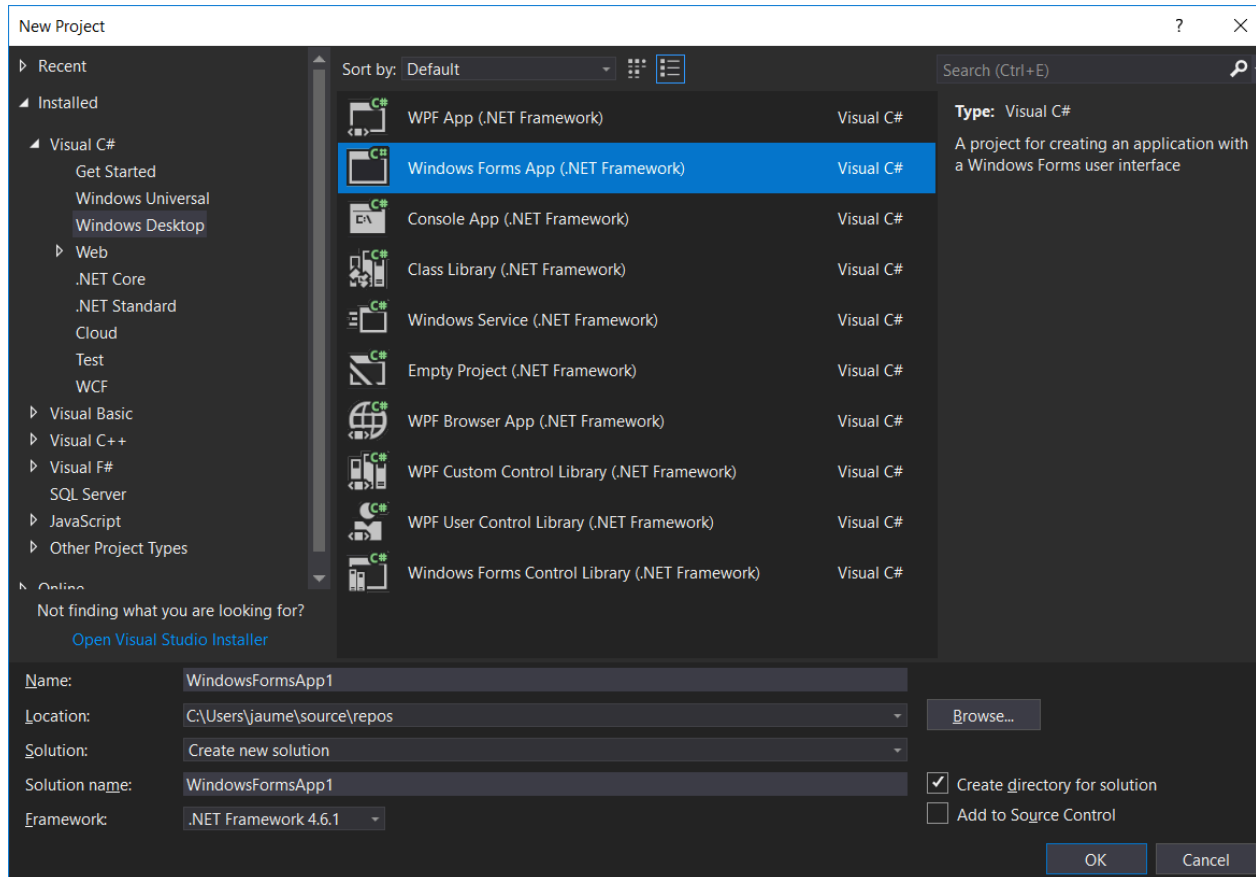 New Project
?
Recent
Installed
Visual C#
Get Started
Windows Universal
Windows Desktop
Web
.NET Core
.NET Standard
Cloud
Test
WCF
Visual Basic
Visual C++
Visual F#
SQL Server
JavaScript
Other Project Types
Online
Not finding what you are looking for?
Open Visual Studio Installer
Sort by: Default
C# WPF App (.NET Framework) Visual C#
C# Windows Forms App (.NET Framework) Visual C#
C# Console App (.NET Framework) Visual C#
C# Class Library (.NET Framework) Visual C#
C# Windows Service (.NET Framework) Visual C#
C# Empty Project (.NET Framework) Visual C#
C# WPF Browser App (.NET Framework) Visual C#
C# WPF Custom Control Library (.NET Framework) Visual C#
C# WPF User Control Library (.NET Framework) Visual C#
C# Windows Forms Control Library (.NET Framework) Visual C#
Search (Ctrl+E)
Type: Visual C#
A project for creating an application with
a Windows Forms user interface
Name: WindowsFormsApp1
Location: C:\Users\jaume\source\repos
Browse...
Solution: Create new solution
Solution name: WindowsFormsApp1
Create directory for solution
Framework: .NET Framework 4.6.1
Add to Source Control
OK Cancel